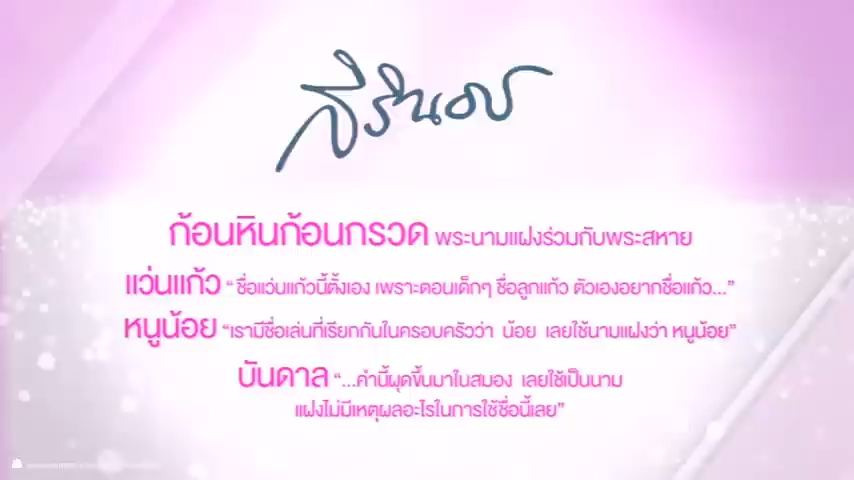 สิรินธร
ก้อนหินก้อนกรวด พระนามแฝงร่วมกับพระสหาย
แว่นแก้ว “ชื่อแว่นแก้วนี้ตั้งเอง เพราะตอนเด็กๆ ชื่อลูกแก้ว ตัวเองอยากชื่อแก้ว...”
หนูน้อย “เรามีชื่อเล่นที่เรียกกันในครอบครัวว่า น้อย เลยใช้นามแฝงว่า หนูน้อย”
บันดาล “...คำนี้ผุดขึ้นมาในสมอง เลยใช้เป็นนาม
แฝงไม่มีเหตุผลอะไรในการใช้ชื่อนี้เลย”